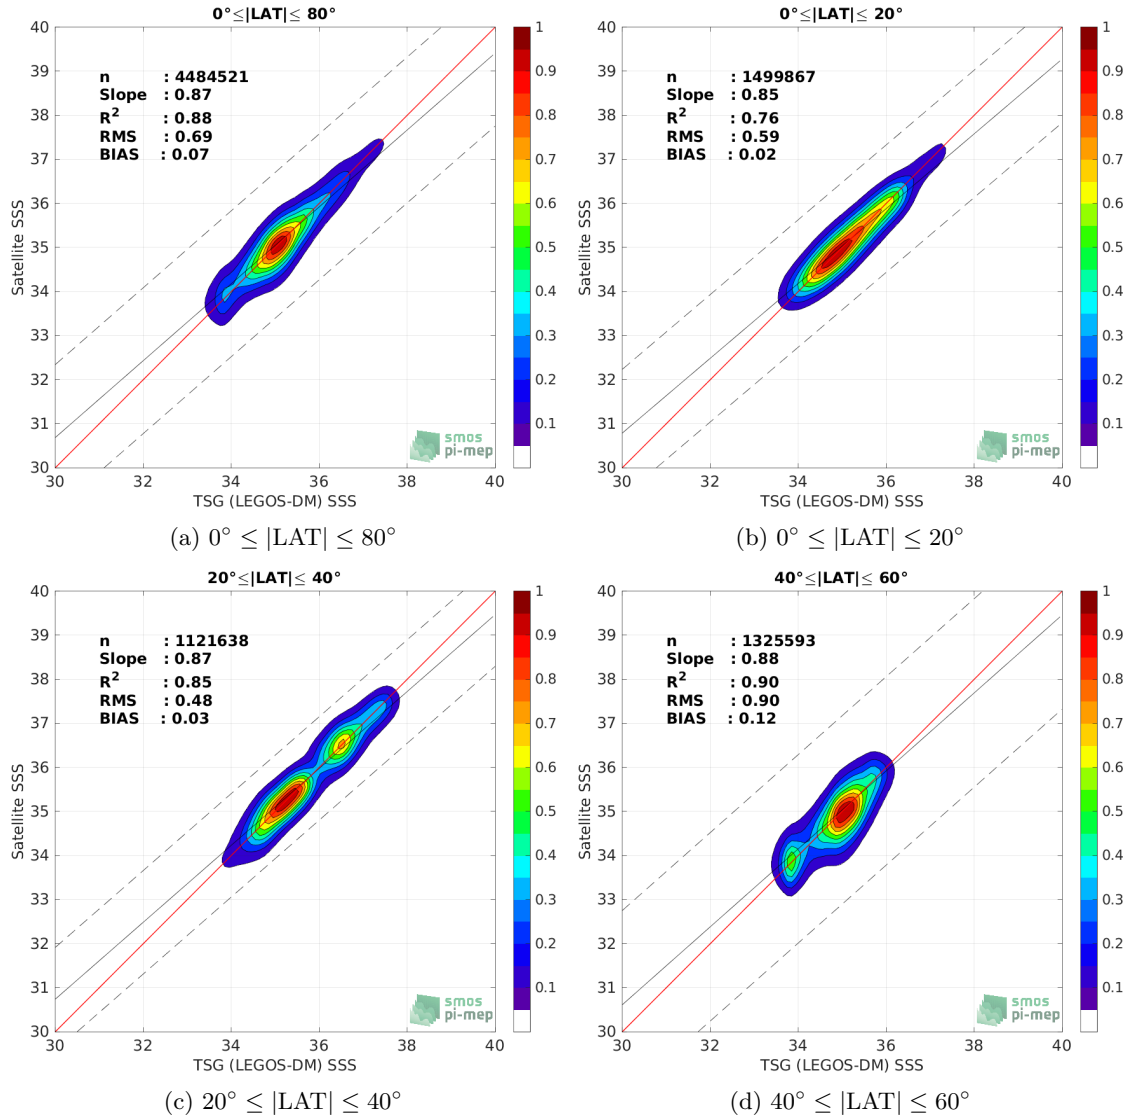 0°≤|LAT|≤ 80°
40
39
38
37
36
35
34
33
32
31
30
30
32
34
36
38
40
Satellite SSS
TSG (LEGOS-DM) SSS
n : 4484521
Slope : 0.87
R² : 0.88
RMS : 0.69
BIAS : 0.07
1
0.9
0.8
0.7
0.6
0.5
0.4
0.3
0.2
0.1
smos
pi-mep
(a) 0° ≤ |LAT| ≤ 80°
0°≤|LAT|≤ 20°
40
39
38
37
36
35
34
33
32
31
30
30
32
34
36
38
40
Satellite SSS
TSG (LEGOS-DM) SSS
n : 1499867
Slope : 0.85
R² : 0.76
RMS : 0.59
BIAS : 0.02
1
0.9
0.8
0.7
0.6
0.5
0.4
0.3
0.2
0.1
smos
pi-mep
(b) 0° ≤ |LAT| ≤ 20°
20°≤|LAT|≤ 40°
40
39
38
37
36
35
34
33
32
31
30
30
32
34
36
38
40
Satellite SSS
TSG (LEGOS-DM) SSS
n : 1121638
Slope : 0.87
R² : 0.85
RMS : 0.48
BIAS : 0.03
1
0.9
0.8
0.7
0.6
0.5
0.4
0.3
0.2
0.1
smos
pi-mep
(c) 20° ≤ |LAT| ≤ 40°
40°≤|LAT|≤ 60°
40
39
38
37
36
35
34
33
32
31
30
30
32
34
36
38
40
Satellite SSS
TSG (LEGOS-DM) SSS
n : 1325593
Slope : 0.88
R² : 0.90
RMS : 0.90
BIAS : 0.12
1
0.9
0.8
0.7
0.6
0.5
0.4
0.3
0.2
0.1
smos
pi-mep
(d) 40° ≤ |LAT| ≤ 60°